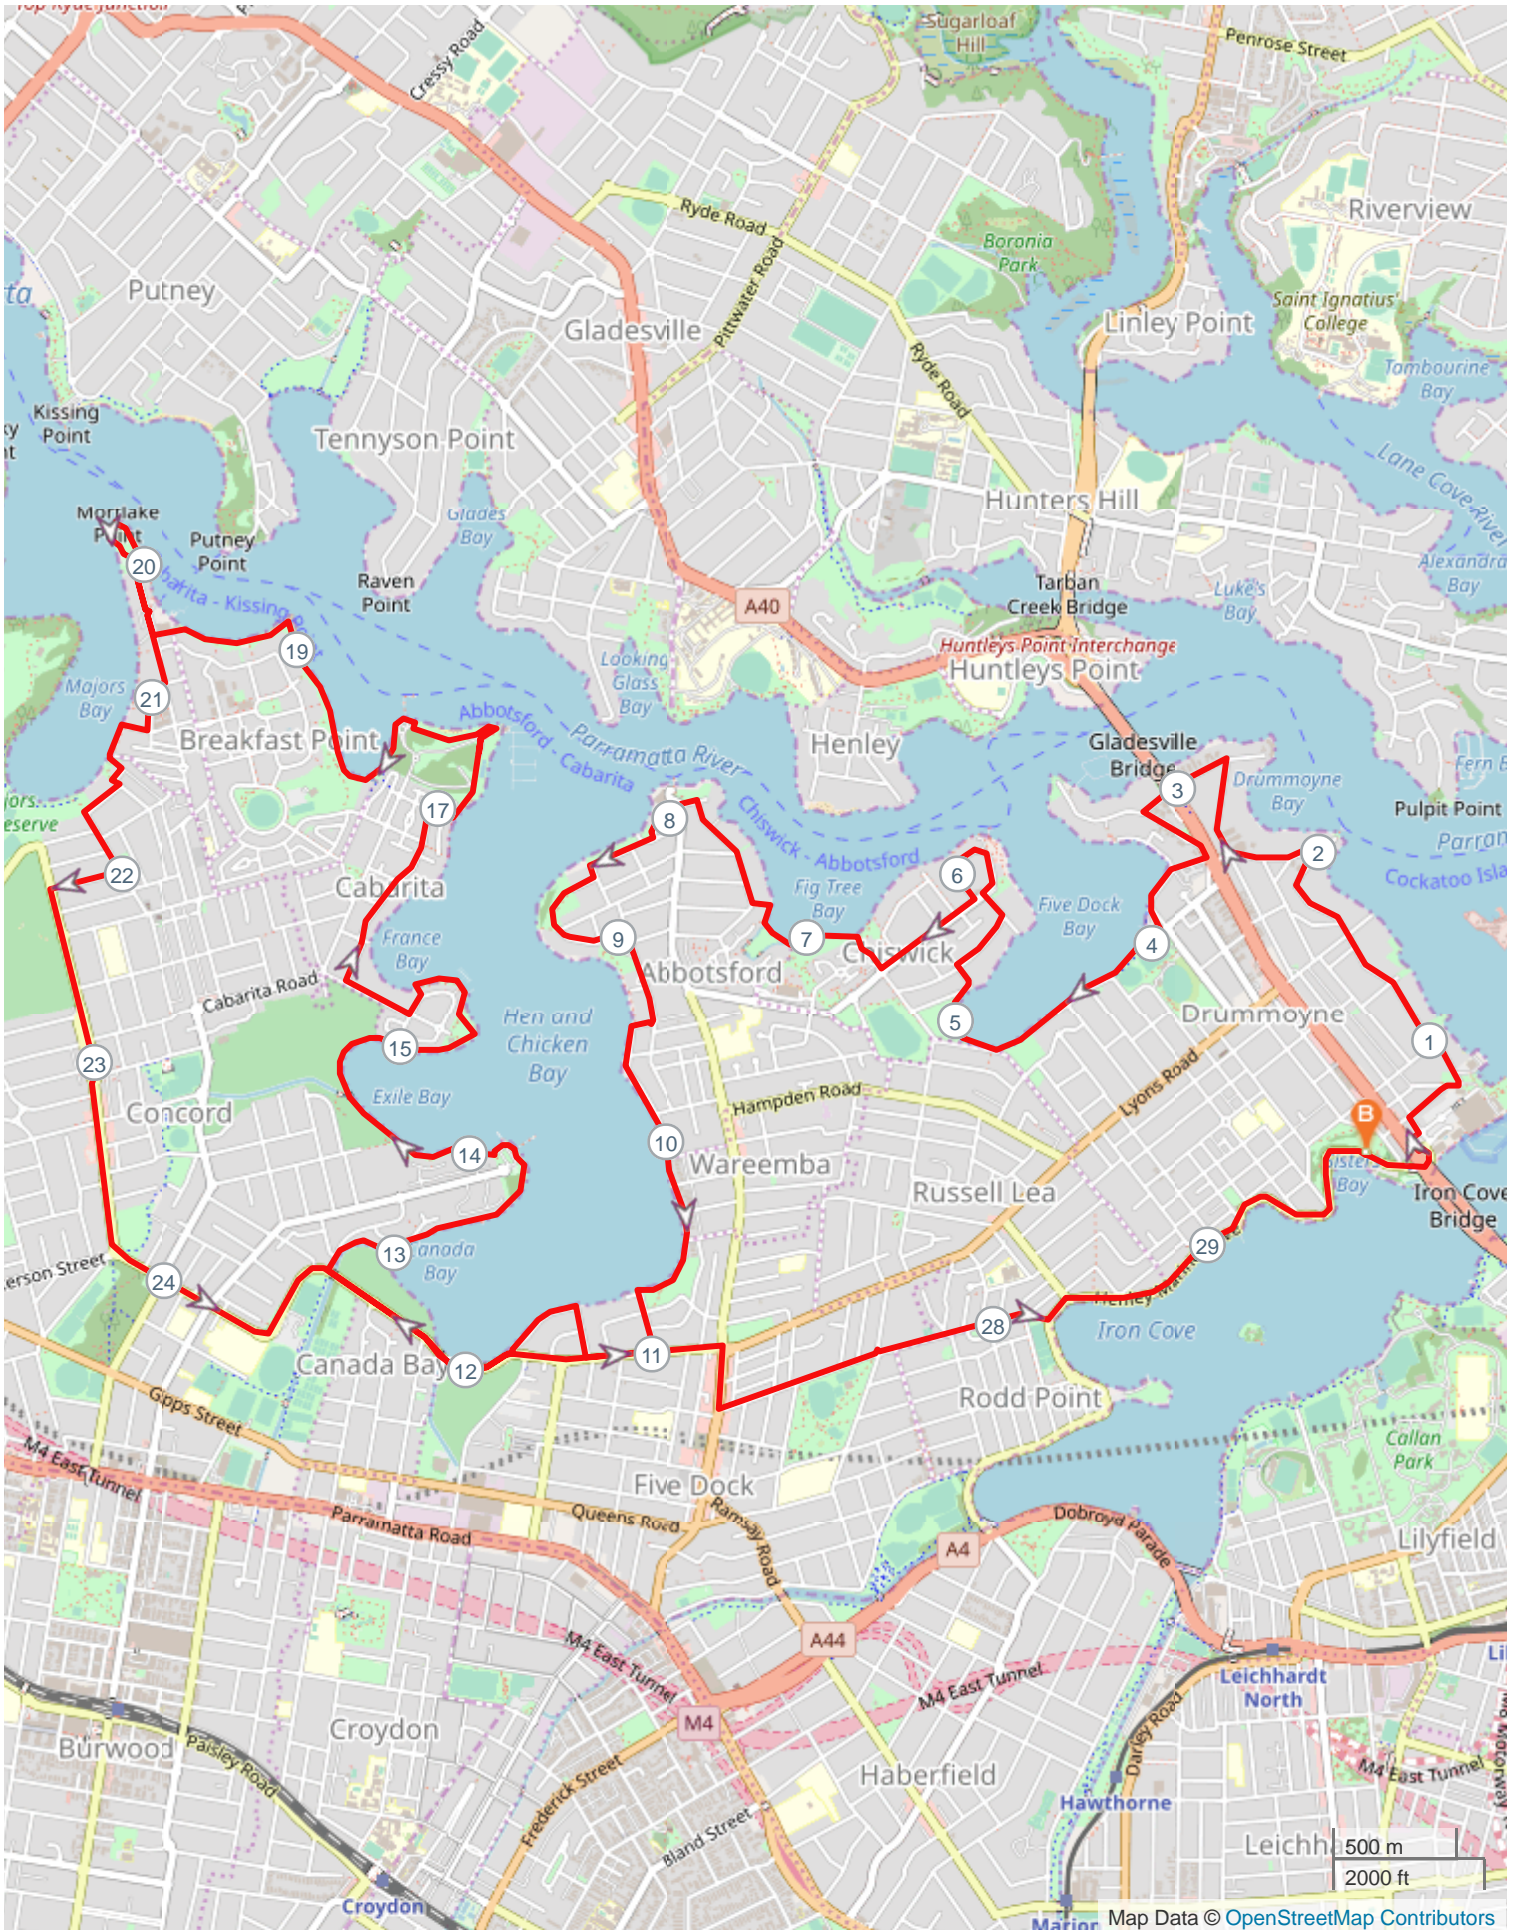 Sugarloaf
Hill
Penrose Street
Cressy Road
Ryde Road
Riverview
Boronia
Park
Putney
Pittwater Road
Saint Ignatius'
College
Gladesville
Linley Point
Ryde Road
Tambourine
Bay
Kissing
Point
Tennyson Point
Lane Cove River
Hunters Hill
Mortlake
Point
Glades
Bay
Putney
Point
20
Raven
Point
Tarban
Creek Bridge
Luke's
Bay
Alexandra
Bay
A40
Huntleys Point Interchange
Huntleys Point
19
Looking
Glass
Bay
Majors
Bay
21
Abbotsford - Cabarita
Parramatta River
Breakfast Point
Henley
Gladesville
Bridge
Drummoyne
Bay
3
Pulpit Point
17
8
Chiswick - Abbotsford
2
22
6
Cockatoo Isla
Cabarita
Fig Tree
Bay
Five Dock
Bay
France
Bay
9
7
Chiswick
4
Abbotsford
Cabarita Road
Drummoyne
Hen and
Chicken
Bay
5
1
15
23
Exile Bay
Hampden Road
Lyons Road
Concord
B
10
14
Wareemba
Russell Lea
Iron Cove
Bridge
13
29
24
28
Iron Cove
Canada Bay
12
11
Rodd Point
Gipps Street
Callan
Park
M4 East Tunnel
Five Dock
Queens Road
Ramsay Road
Parramatta Road
Dobroyd Parade
A4
Lilyfield
A44
M4 East Tunnel
M4 East Tunnel
Leichhardt
North
M4
Croydon
Burwood
Paisley Road
Darley Road
Frederick Street
Haberfield
M4 East Tunnel
Hawthorne
Bland Street
500 m
2000 ft
Croydon
Map Data © OpenStreetMap Contributors